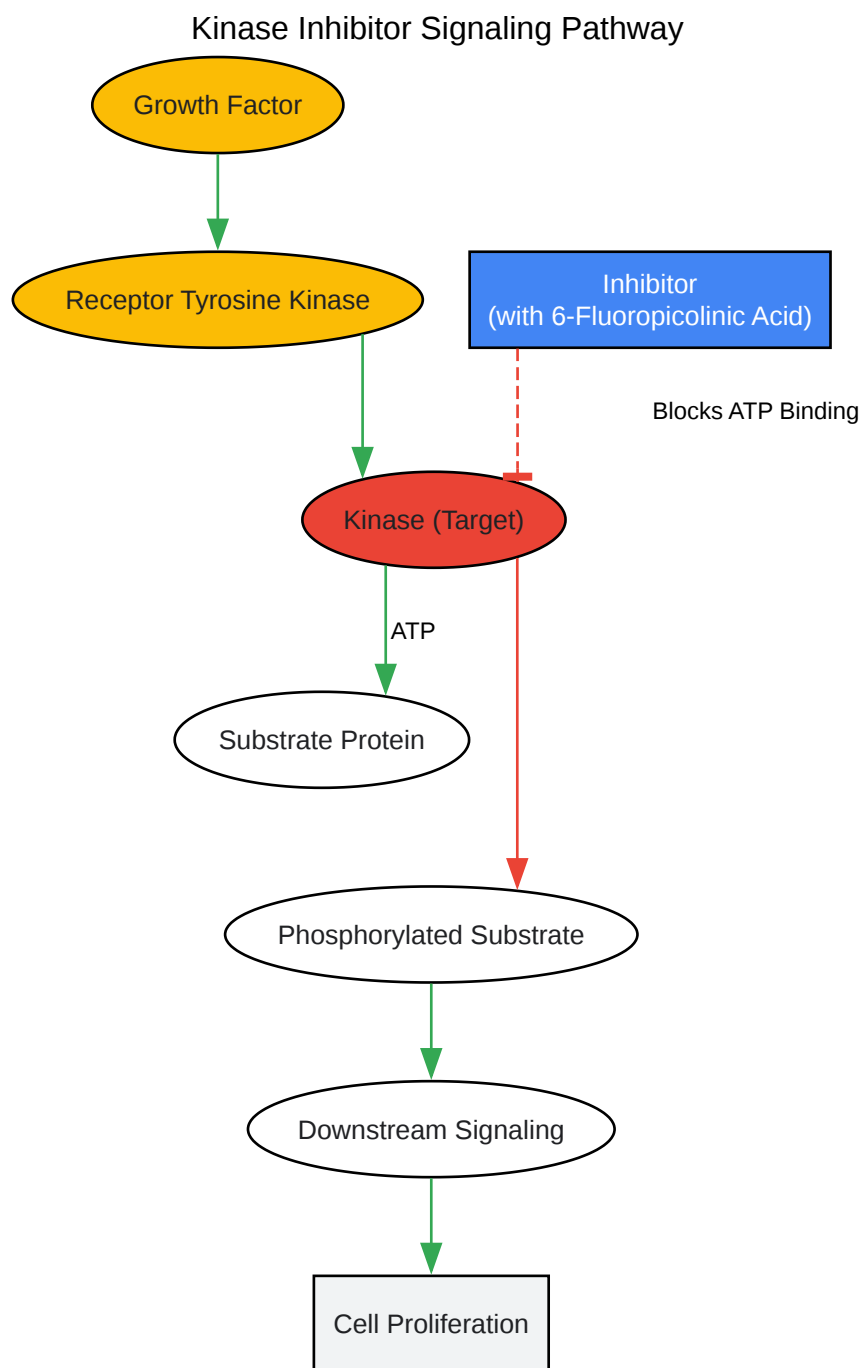 Kinase Inhibitor Signaling Pathway
Growth Factor
Receptor Tyrosine Kinase
Inhibitor
(with 6-Fluoropicolinic Acid)
Blocks ATP Binding
Kinase (Target)
ATP
Substrate Protein
Phosphorylated Substrate
Downstream Signaling
Cell Proliferation